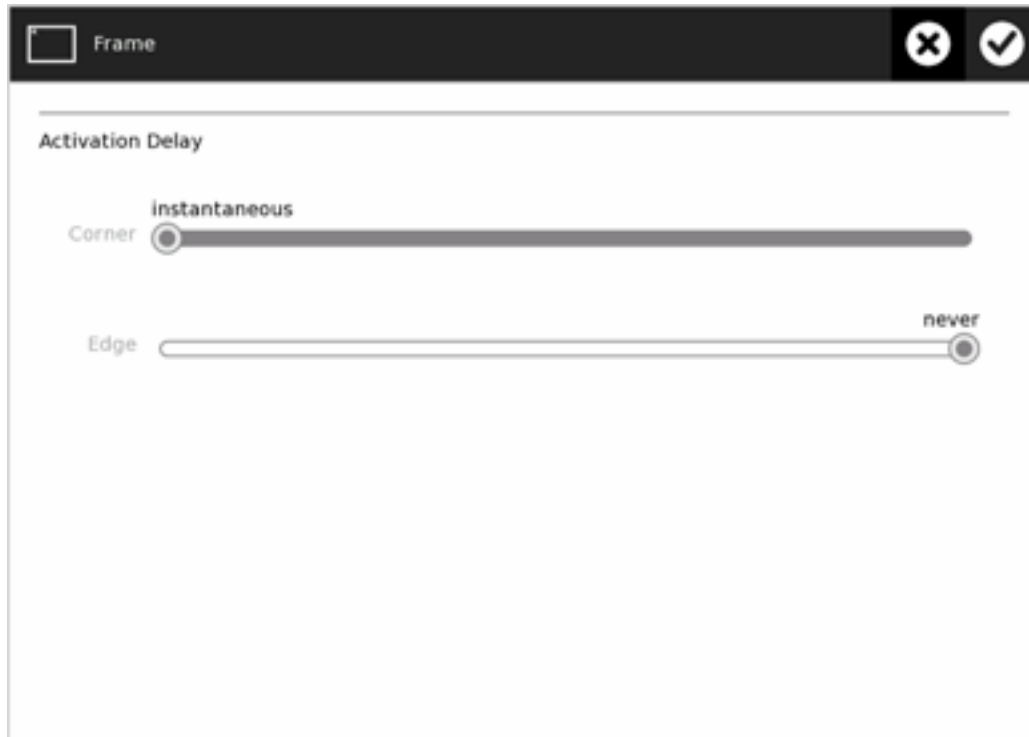 Frame
Activation Delay
instantaneous
Corner
never
Edge